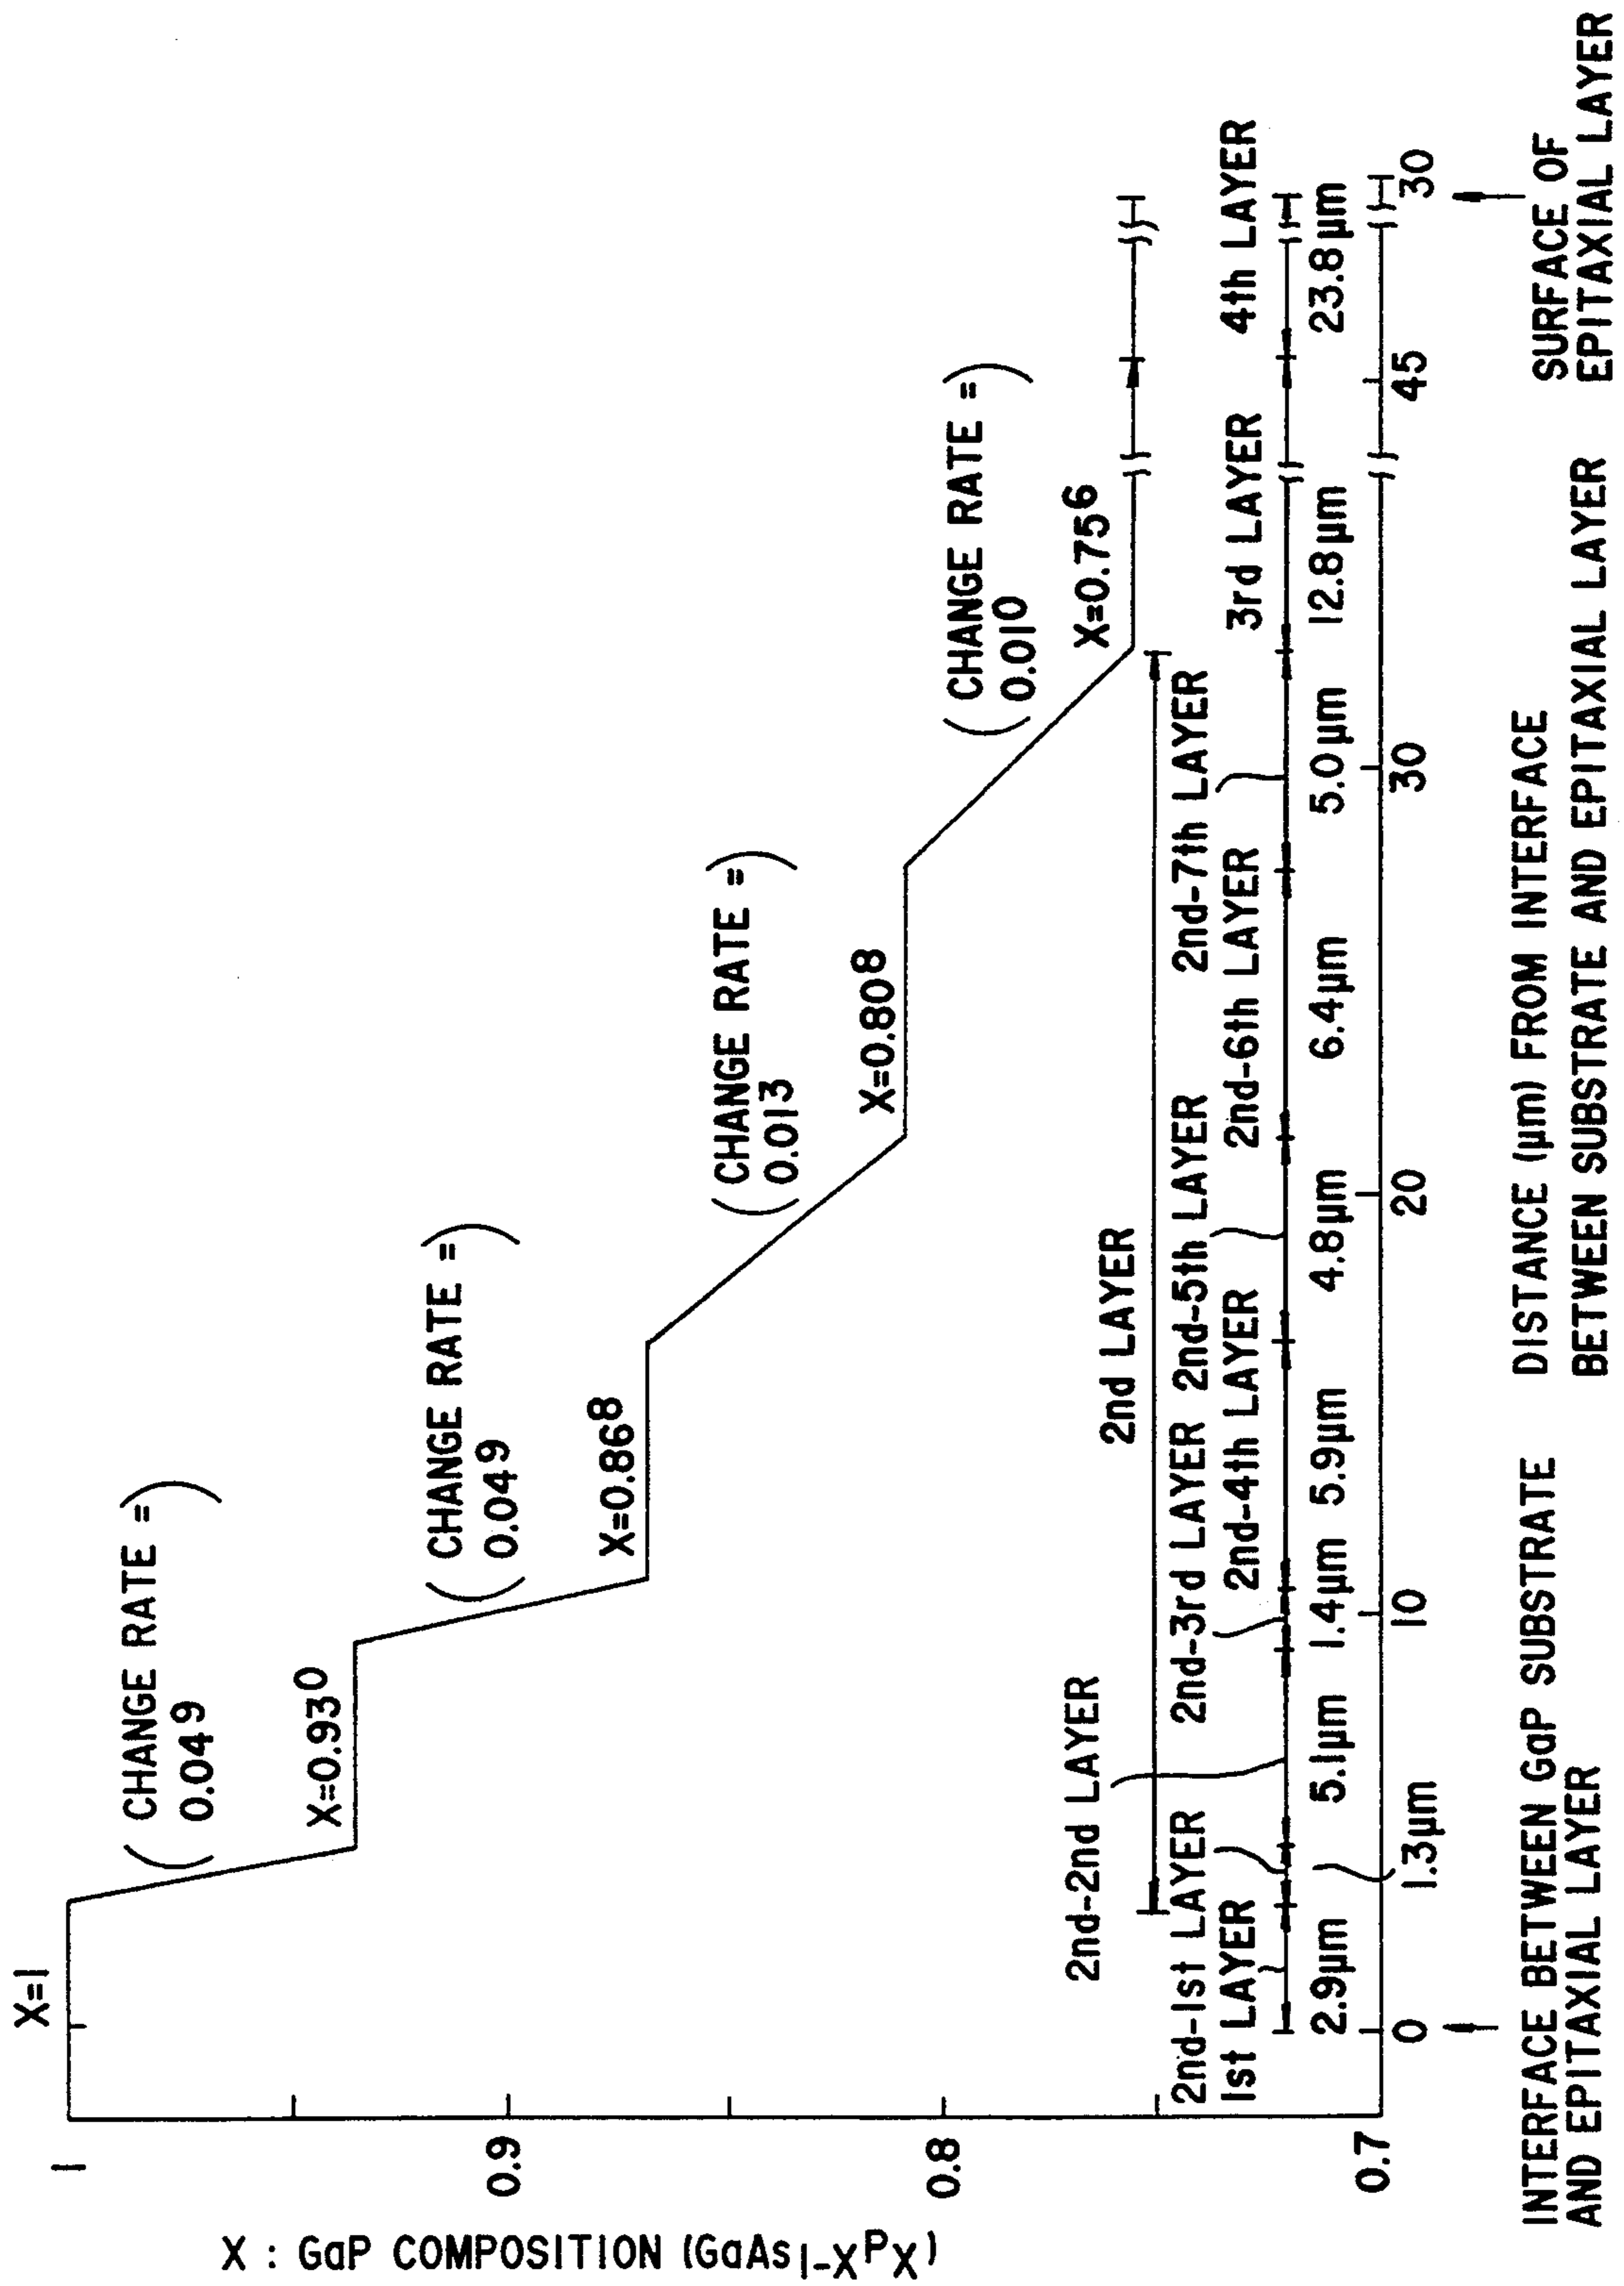 X : GaP COMPOSITION (GaAs1-XPX)
1
0.9
0.8
0.7
X=1
( CHANGE RATE = )
0.049
X=0.930
( CHANGE RATE = )
0.049
X=0.868
( CHANGE RATE = )
0.013
X=0.808
( CHANGE RATE = )
0.010
X=0.756
2nd LAYER
2nd-2nd LAYER
2nd-1st LAYER
2nd-3rd LAYER
2nd-5th LAYER
2nd-7th LAYER
1st LAYER
2nd-4th LAYER
2nd-6th LAYER
3rd LAYER
4th LAYER
2.9µm
5.1µm
1.4µm
5.9µm
4.8µm
6.4µm
5.0µm
12.8µm
23.8µm
0
1.3µm
10
20
30
45
30
INTERFACE BETWEEN GaP SUBSTRATE
AND EPITAXIAL LAYER
DISTANCE (µm) FROM INTERFACE
BETWEEN SUBSTRATE AND EPITAXIAL LAYER
SURFACE OF
EPITAXIAL LAYER